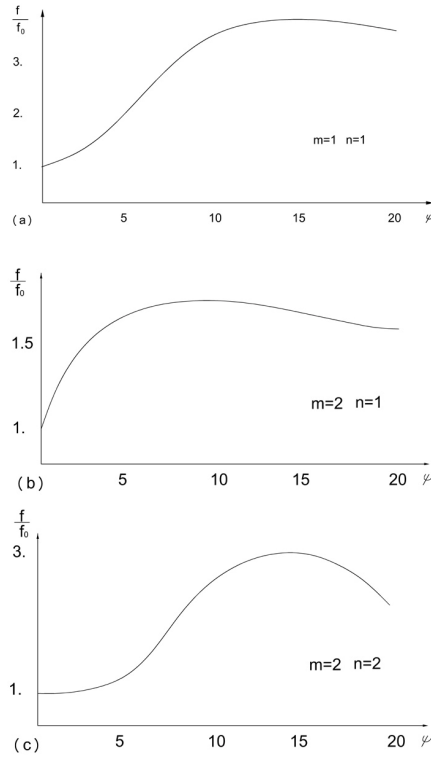 f
f₀
3.
2.
1.
m=1 n=1
(a) 5 10 15 20 ψ
f
f₀
1.5
1.
m=2 n=1
(b) 5 10 15 20 ψ
f
f₀
3.
1.
m=2 n=2
(c) 5 10 15 20 ψ